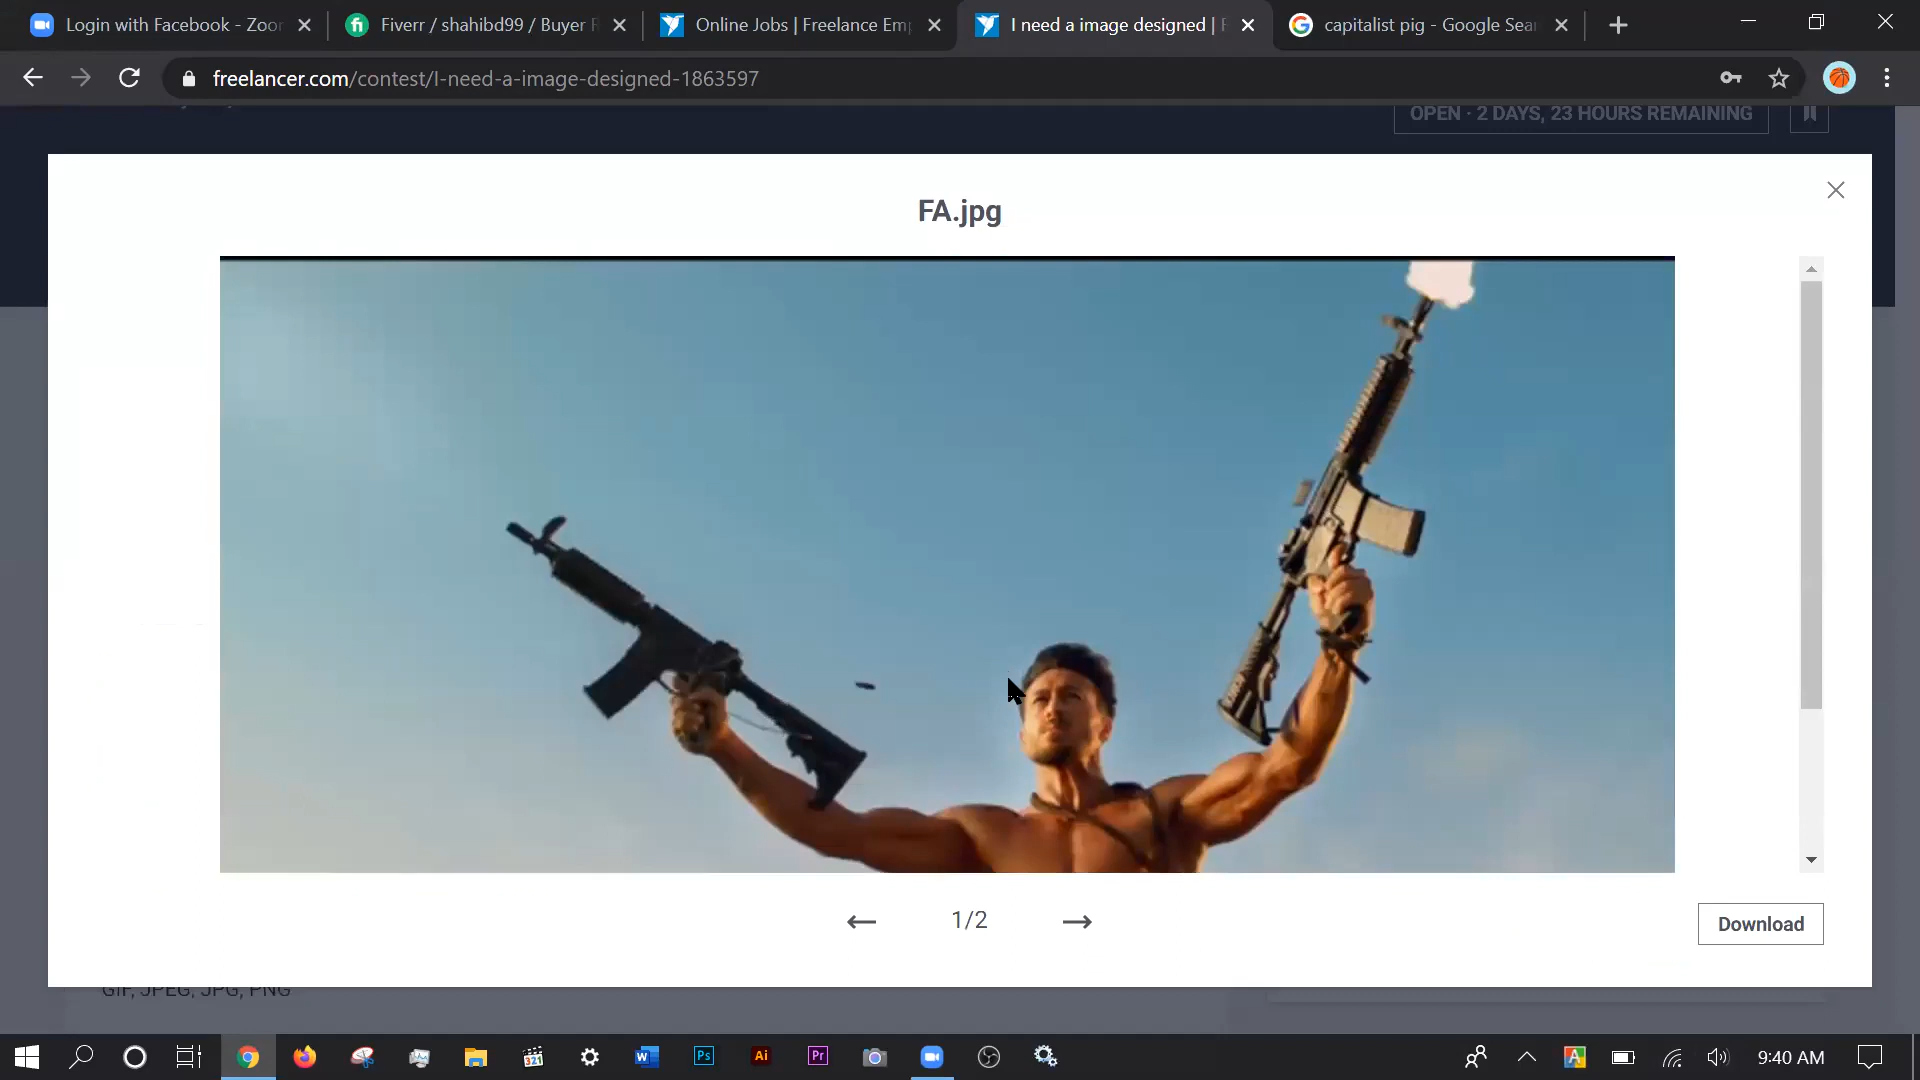 Login with Facebook - Zoo
Fiverr / shahibd99 / Buyer
Online Jobs | Freelance Em
I need a image designed |
capitalist pig - Google Sea
freelancer.com/contest/I-need-a-image-designed-1863597
OPEN · 2 DAYS, 23 HOURS REMAINING
FA.jpg
1/2
Download
GIF, JPEG, JPG, PNG
9:40 AM